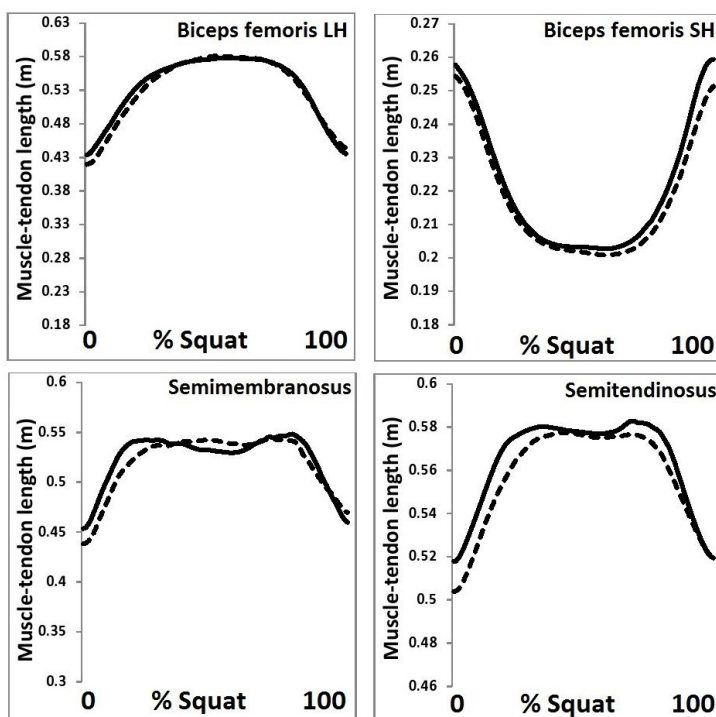 Biceps femoris LH
Muscle-tendon length (m)
0.63
0.58
0.53
0.48
0.43
0.38
0.33
0.28
0.23
0.18
0 % Squat 100
Biceps femoris SH
Muscle-tendon length (m)
0.27
0.26
0.25
0.24
0.23
0.22
0.21
0.2
0.19
0.18
0 % Squat 100
Semimembranosus
Muscle-tendon length (m)
0.6
0.55
0.5
0.45
0.4
0.35
0.3
0 % Squat 100
Semitendinosus
Muscle-tendon length (m)
0.6
0.58
0.56
0.54
0.52
0.5
0.48
0.46
0 % Squat 100